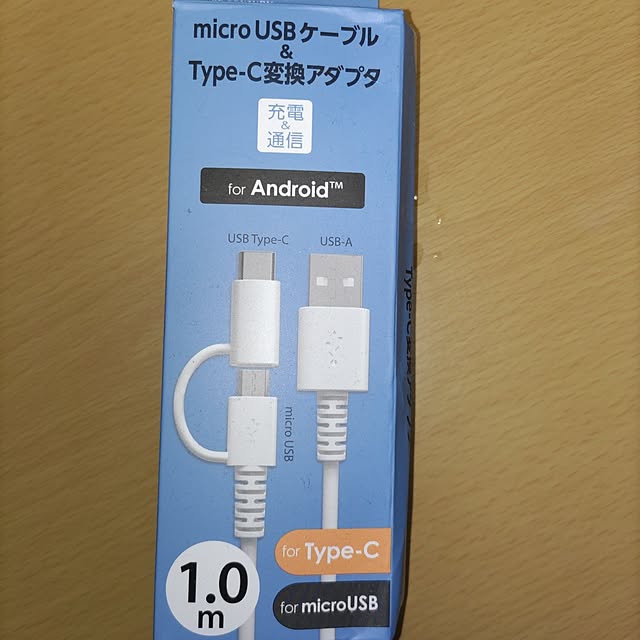 micro USBケーブル
&
Type-C変換アダプタ
充電
&
通信
for Android™
USB Type-C
USB-A
micro USB
for Type-C
1.0
m
for microUSB